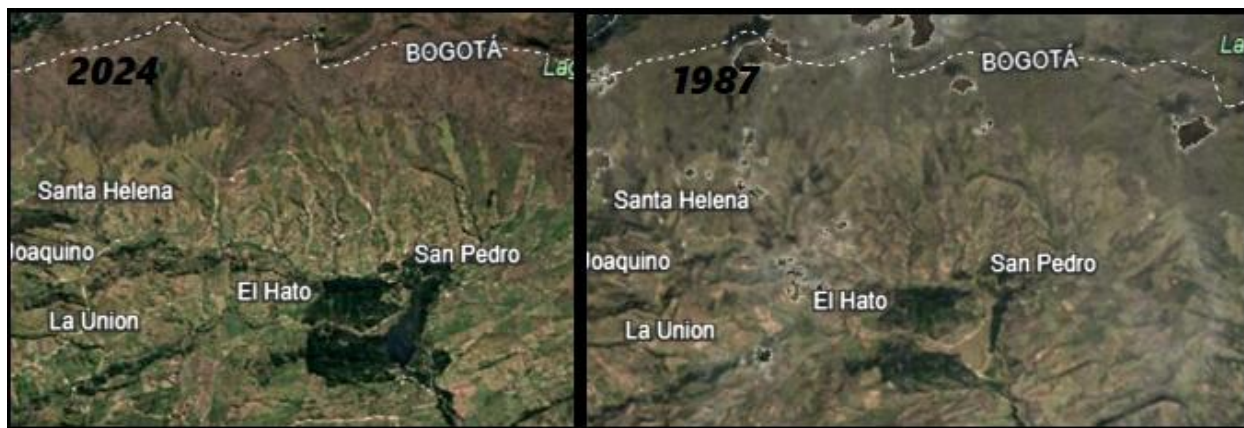 BOGOTÁ
2024
Santa Helena
Joaquino
San Pedro
El Hato
La Union
BOGOTÁ
1987
Santa Helena
Joaquino
San Pedro
El Hato
La Union